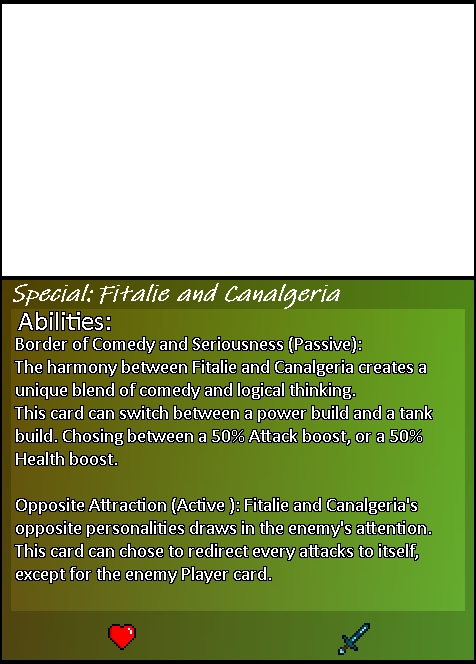 Special: Fitalie and Canalgeria
Abilities:
Border of Comedy and Seriousness (Passive):
The harmony between Fitalie and Canalgeria creates a
unique blend of comedy and logical thinking.
This card can switch between a power build and a tank
build. Chosing between a 50% Attack boost, or a 50%
Health boost.
Opposite Attraction (Active ): Fitalie and Canalgeria's
opposite personalities draws in the enemy's attention.
This card can chose to redirect every attacks to itself,
except for the enemy Player card.